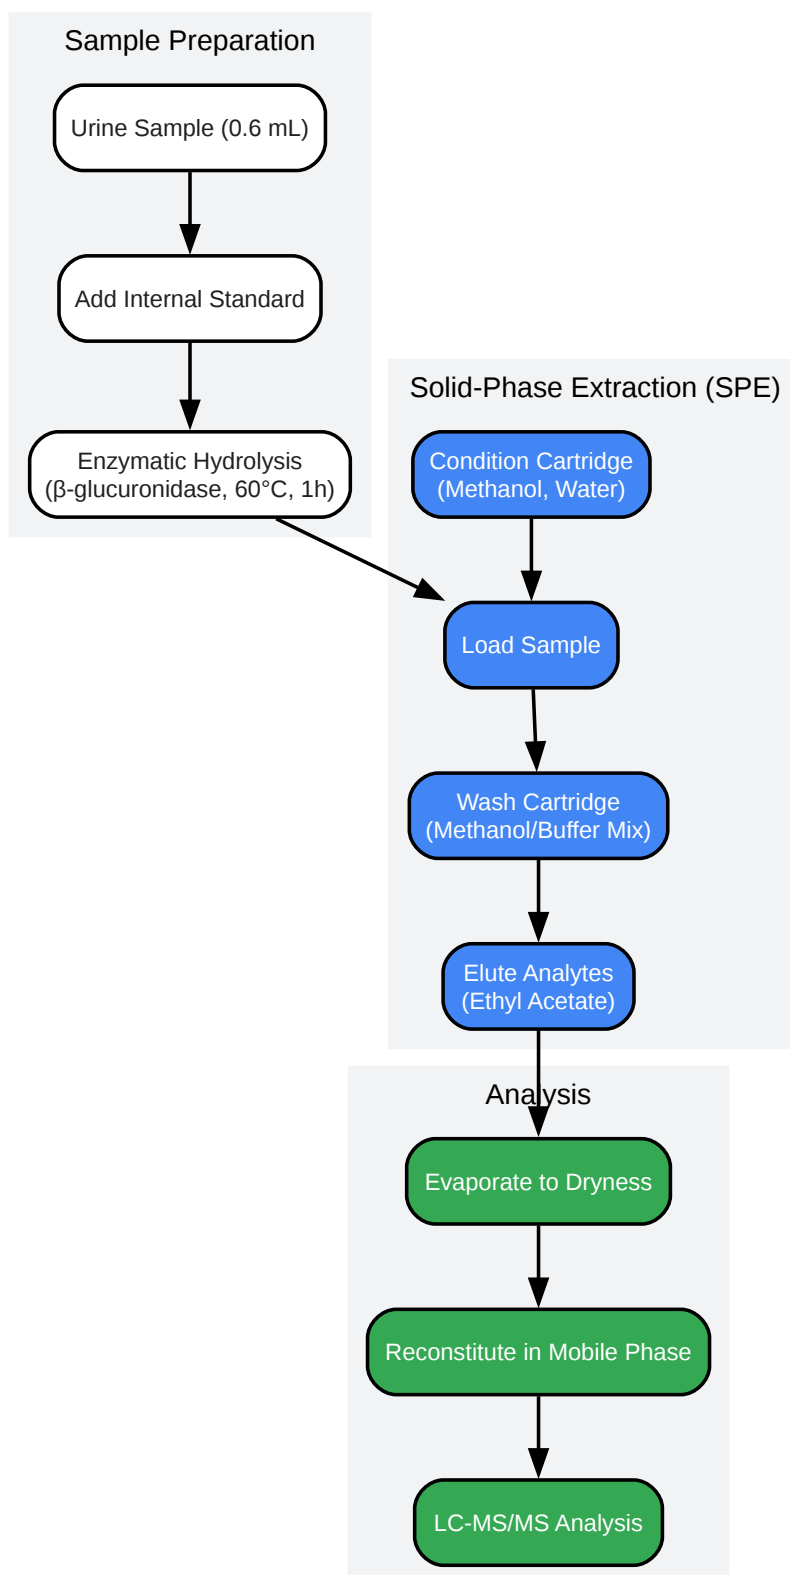 Sample Preparation
Urine Sample (0.6 mL)
Add Internal Standard
Enzymatic Hydrolysis
(β-glucuronidase, 60°C, 1h)
Solid-Phase Extraction (SPE)
Condition Cartridge
(Methanol, Water)
Load Sample
Wash Cartridge
(Methanol/Buffer Mix)
Elute Analytes
(Ethyl Acetate)
Analysis
Evaporate to Dryness
Reconstitute in Mobile Phase
LC-MS/MS Analysis